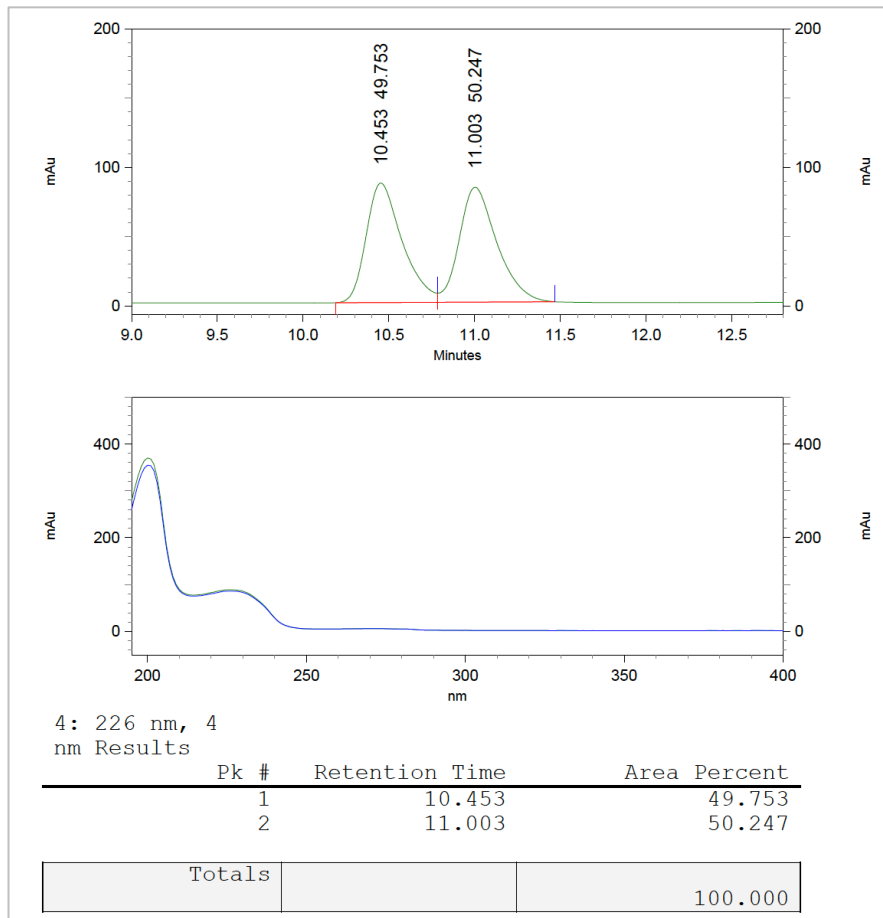 200
200
10.453 49.753
11.003 50.247
mAu
100
100
mAu
0
0
9.0 9.5 10.0 10.5 11.0 11.5 12.0 12.5
Minutes
400
400
mAu
200
200
mAu
0
0
200 250 300 350 400
nm
4: 226 nm, 4
nm Results
Pk # Retention Time Area Percent
1 10.453 49.753
2 11.003 50.247
Totals
100.000